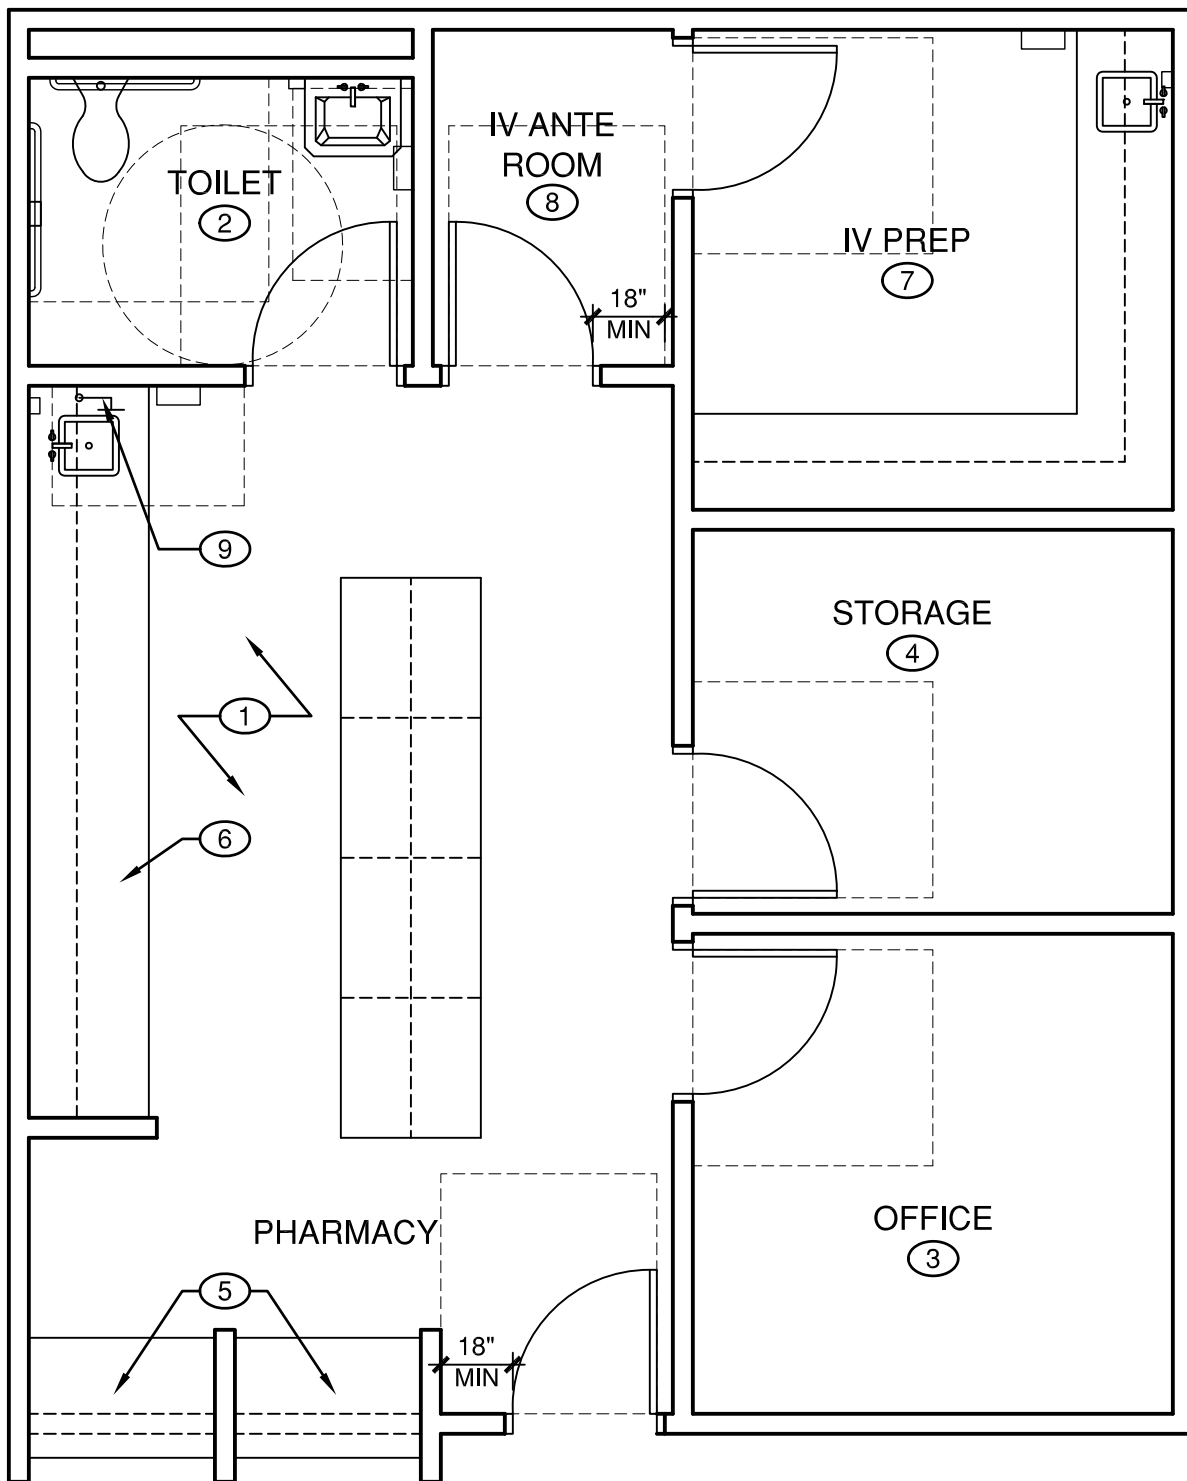 IV ANTE
ROOM
8
TOILET
2
IV PREP
7
18"
MIN
9
STORAGE
4
1
6
OFFICE
3
PHARMACY
5
18"
MIN